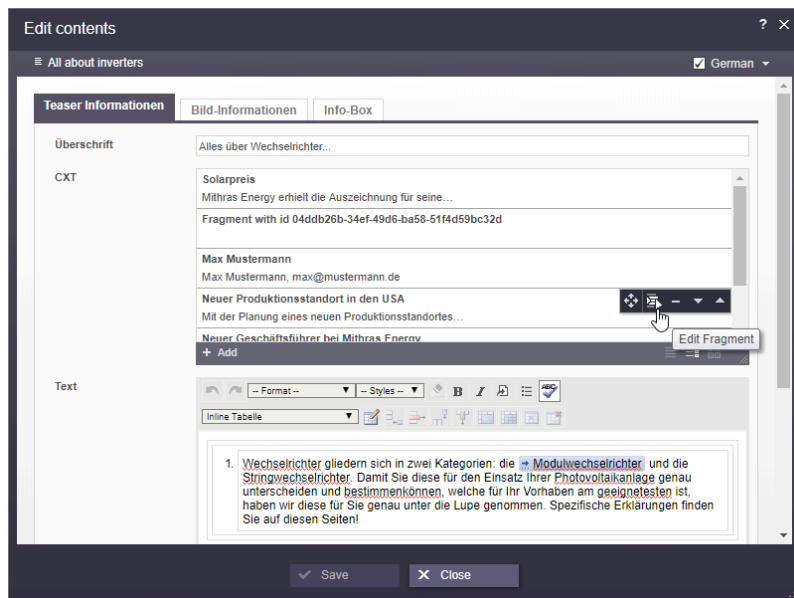 Edit contents
?
All about inverters
German
Teaser Informationen
Bild-Informationen
Info-Box
Überschrift
Alles über Wechselrichter...
CXT
Solarpreis
Mithras Energy erhielt die Auszeichnung für seine...
Fragment with id 04ddb26b-34ef-49d6-ba58-51f4d59bc32d
Max Mustermann
Max Mustermann, max@mustermann.de
Neuer Produktionsstandort in den USA
Mit der Planung eines neuen Produktionsstandortes...
Edit Fragment
Neuer Geschäftsführer bei Mithras Energy
+ Add
Text
-- Format --
-- Styles --
B I
ABC
Inline Tabelle
1. Wechselrichter gliedern sich in zwei Kategorien: die Modulwechselrichter und die
Stringwechselrichter. Damit Sie diese für den Einsatz Ihrer Photovoltaikanlage genau
unterscheiden und bestimmenkönnen, welche für Ihr Vorhaben am geeignetesten ist,
haben wir diese für Sie genau unter die Lupe genommen. Spezifische Erklärungen finden
Sie auf diesen Seiten!
Save
X Close